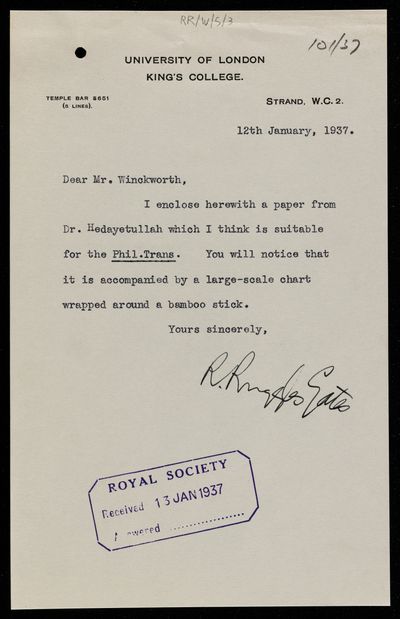 RR/W/S/3
101/37
UNIVERSITY OF LONDON
KING'S COLLEGE.
TEMPLE BAR 5651
(5 LINES).
STRAND, W.C. 2.
12th January, 1937.
Dear Mr. Winckworth,
I enclose herewith a paper from
Dr. Hedayetullah which I think is suitable
for the Phil.Trans. You will notice that
it is accompanied by a large-scale chart
wrapped around a bamboo stick.
Yours sincerely,
R. Ruggles Gates
ROYAL SOCIETY
Received 13 JAN 1937
A nswered ....................